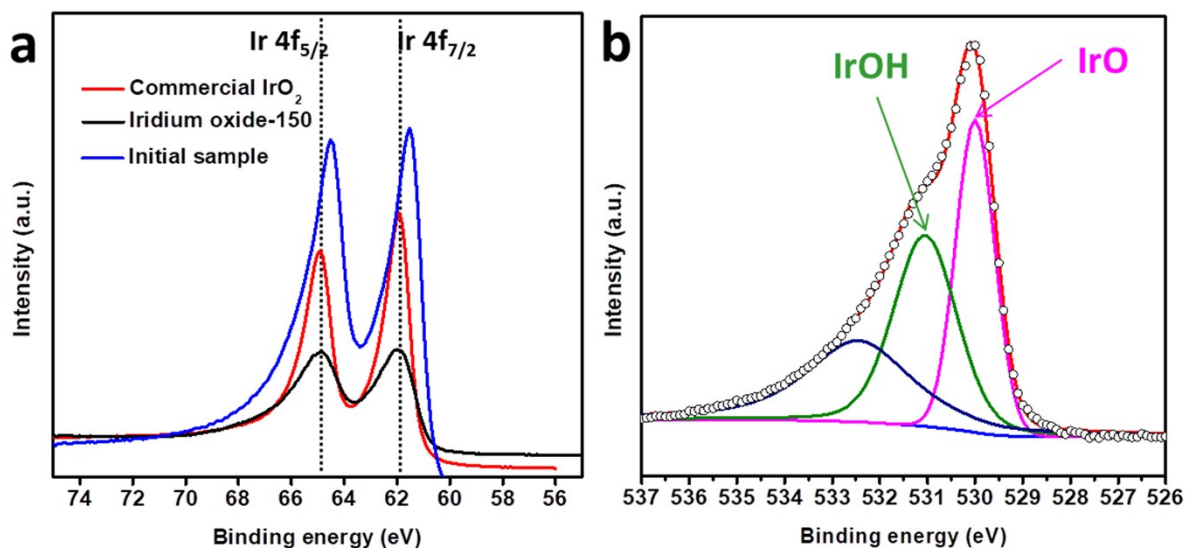 a
Ir 4f5/2
Ir 4f7/2
Commercial IrO2
Iridium oxide-150
Initial sample
Intensity (a.u.)
74 72 70 68 66 64 62 60 58 56
Binding energy (eV)
b
IrOH
IrO
Intensity (a.u.)
537 536 535 534 533 532 531 530 529 528 527 526
Binding energy (eV)